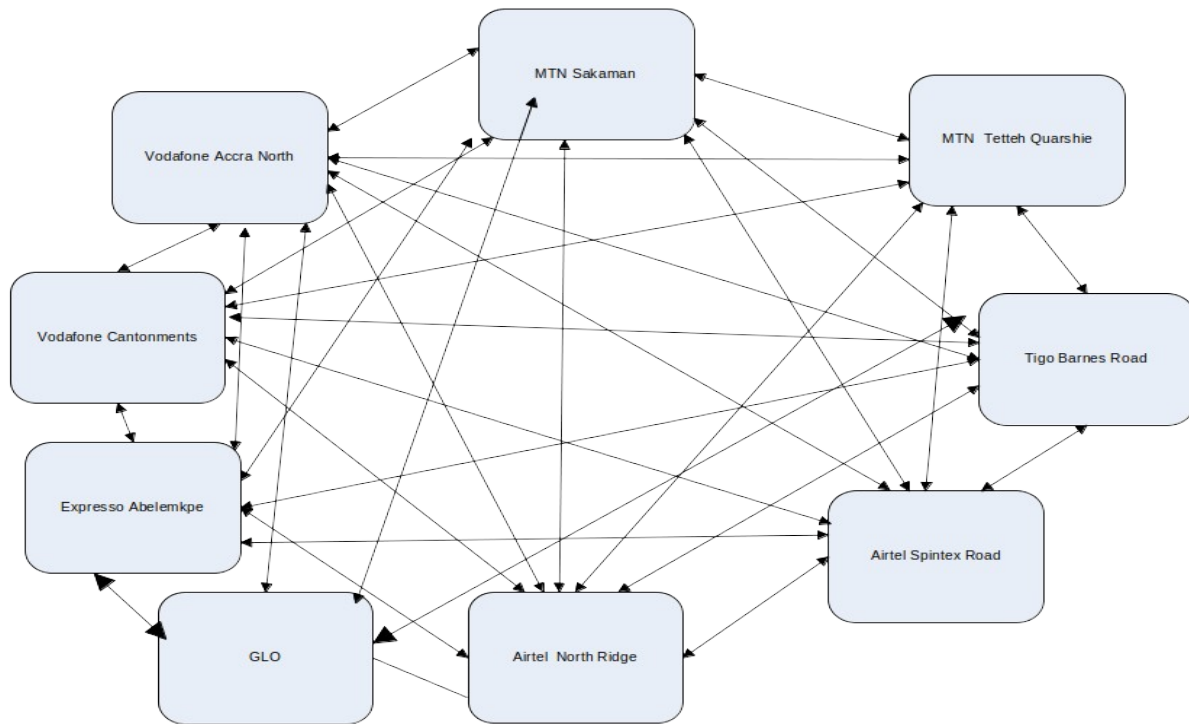 MTN Sakaman
MTN  Tetteh Quarshie
Vodafone Accra North
Vodafone Cantonments
Tigo Barnes Road
Expresso Abelemkpe
Airtel Spintex Road
GLO
Airtel  North Ridge